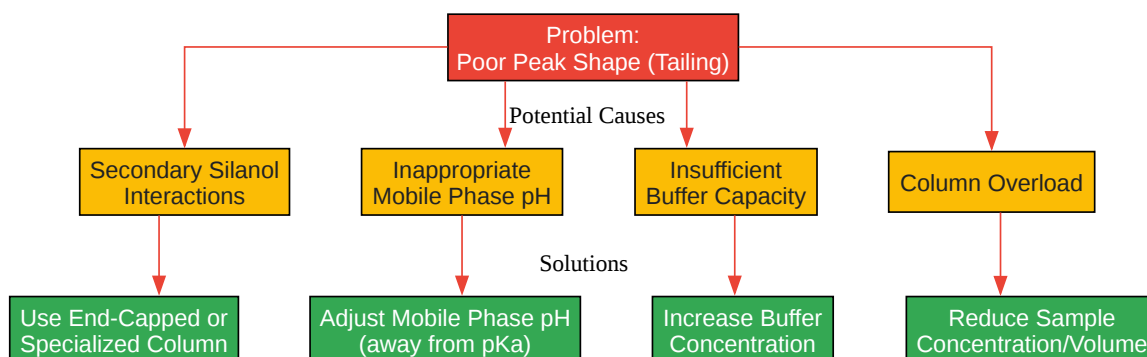 Problem:
Poor Peak Shape (Tailing)
Potential Causes
Secondary Silanol
Interactions
Inappropriate
Mobile Phase pH
Insufficient
Buffer Capacity
Column Overload
Solutions
Use End-Capped or
Specialized Column
Adjust Mobile Phase pH
(away from pKa)
Increase Buffer
Concentration
Reduce Sample
Concentration/Volume